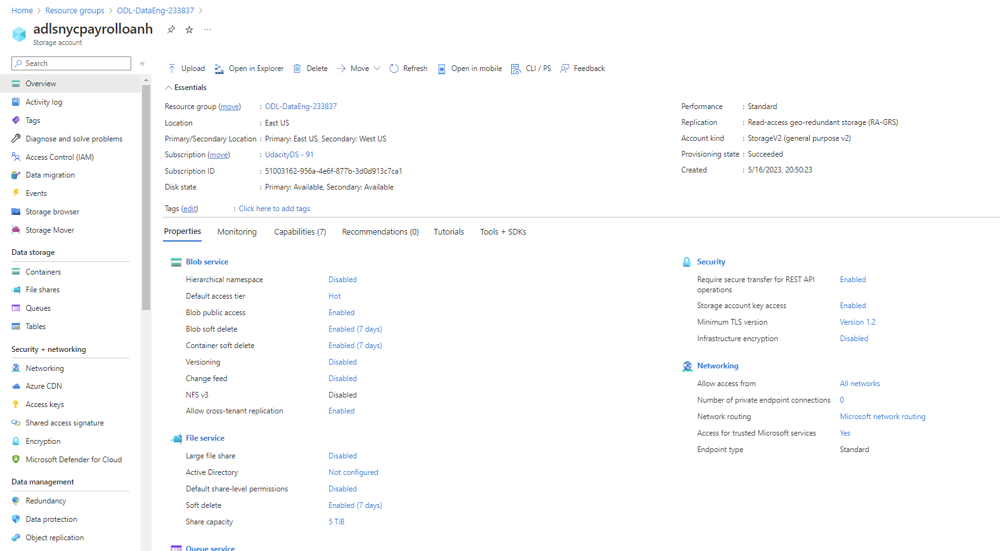 Home > Resource groups > ODL-DataEng-233837 >
adlsnycpayrolloanh
Storage account
Search
Overview
Activity log
Tags
Diagnose and solve problems
Access Control (IAM)
Data migration
Events
Storage browser
Storage Mover
Data storage
Containers
File shares
Queues
Tables
Security + networking
Networking
Azure CDN
Access keys
Shared access signature
Encryption
Microsoft Defender for Cloud
Data management
Redundancy
Data protection
Object replication
Upload Open in Explorer Delete Move Refresh Open in mobile CLI / PS Feedback
Essentials
Resource group (move) : ODL-DataEng-233837
Location : East US
Primary/Secondary Location : Primary: East US, Secondary: West US
Subscription (move) : UdacityDS - 91
Subscription ID : 51003162-956a-4e6f-877b-3d0d913c7ca1
Disk state : Primary: Available, Secondary: Available
Tags (edit) : Click here to add tags
Performance : Standard
Replication : Read-access geo-redundant storage (RA-GRS)
Account kind : StorageV2 (general purpose v2)
Provisioning state : Succeeded
Created : 5/16/2023, 20:50:23
Properties Monitoring Capabilities (7) Recommendations (0) Tutorials Tools + SDKs
Blob service
Hierarchical namespace Disabled
Default access tier Hot
Blob public access Enabled
Blob soft delete Enabled (7 days)
Container soft delete Enabled (7 days)
Versioning Disabled
Change feed Disabled
NFS v3 Disabled
Allow cross-tenant replication Enabled
File service
Large file share Disabled
Active Directory Not configured
Default share-level permissions Disabled
Soft delete Enabled (7 days)
Share capacity 5 TiB
Queue service
Security
Require secure transfer for REST API Enabled
operations
Storage account key access Enabled
Minimum TLS version Version 1.2
Infrastructure encryption Disabled
Networking
Allow access from All networks
Number of private endpoint connections 0
Network routing Microsoft network routing
Access for trusted Microsoft services Yes
Endpoint type Standard